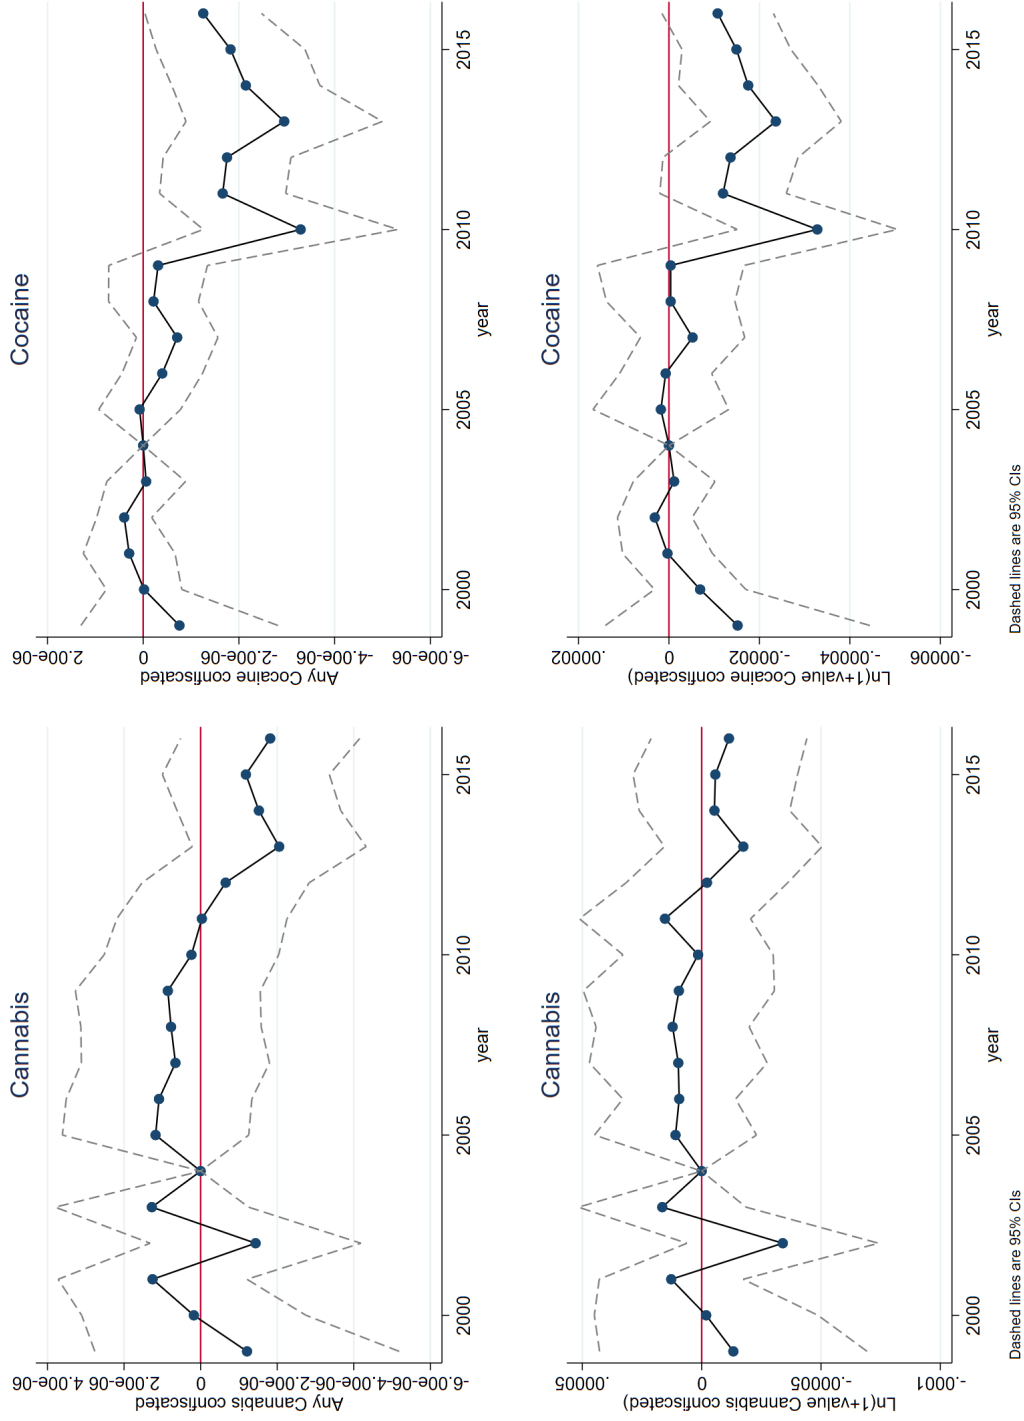 Cannabis
Any Cannabis confiscated
-6.00e-06 -4.00e-06 -2.00e-06 0 2.00e-06 4.00e-06
2000 2005 2010 2015
year
Cocaine
Any Cocaine confiscated
-6.00e-06 -4.00e-06 -2.00e-06 0 2.00e-06
2000 2005 2010 2015
year
Cannabis
Ln(1+value Cannabis confiscated)
-.0001 -.00005 0 .00005
2000 2005 2010 2015
year
Dashed lines are 95% CIs
Cocaine
Ln(1+value Cocaine confiscated)
-.00006 -.00004 -.00002 0 .00002
2000 2005 2010 2015
year
Dashed lines are 95% CIs